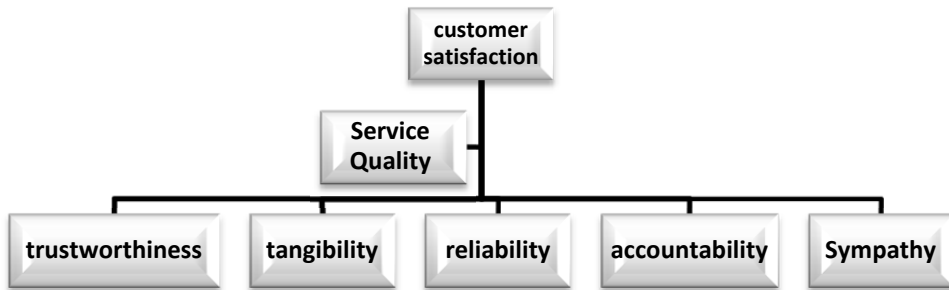 customer
satisfaction
Service
Quality
trustworthiness
tangibility
reliability
accountability
Sympathy